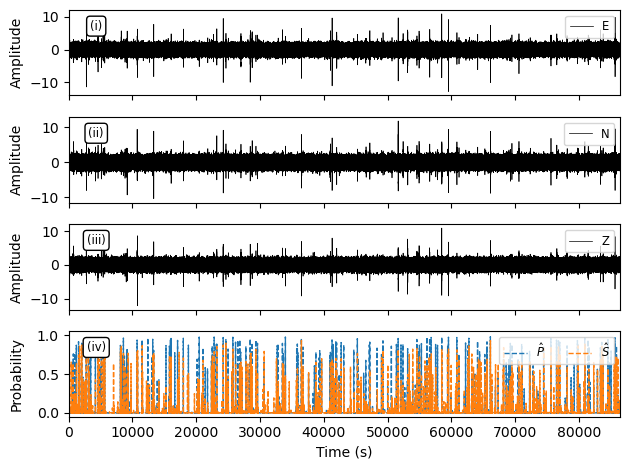 (i)
E
Amplitude
10
0
−10
(ii)
N
Amplitude
10
0
−10
(iii)
Z
Amplitude
10
0
−10
(iv)
P̂
Ŝ
Probability
1.0
0.5
0.0
0 10000 20000 30000 40000 50000 60000 70000 80000
Time (s)